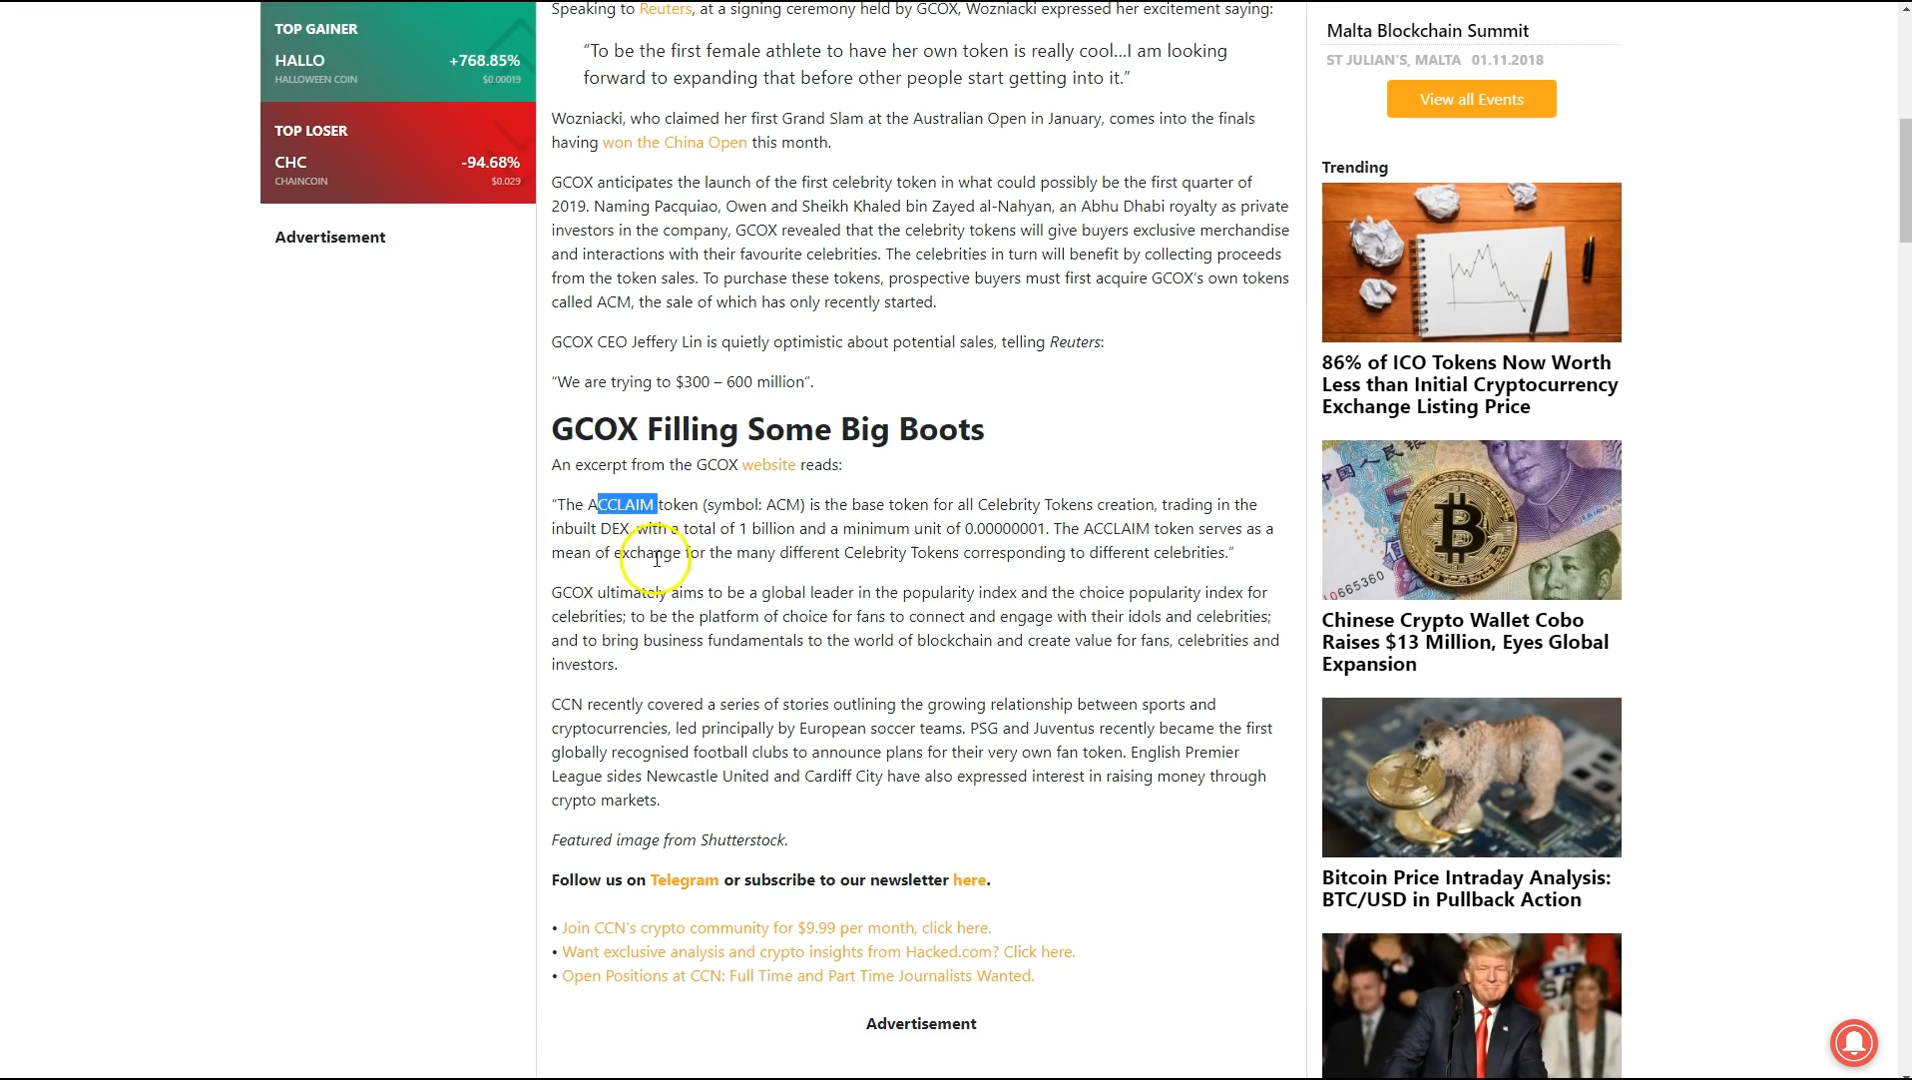 TOP GAINER
HALLO +768.85%
HALLOWEEN COIN $0.00019
TOP LOSER
CHC -94.68%
CHAINCOIN $0.029
Advertisement
Speaking to Reuters, at a signing ceremony held by GCOX, Wozniacki expressed her excitement saying:
“To be the first female athlete to have her own token is really cool…I am looking
forward to expanding that before other people start getting into it.”
Wozniacki, who claimed her first Grand Slam at the Australian Open in January, comes into the finals
having won the China Open this month.
GCOX anticipates the launch of the first celebrity token in what could possibly be the first quarter of
2019. Naming Pacquiao, Owen and Sheikh Khaled bin Zayed al-Nahyan, an Abhu Dhabi royalty as private
investors in the company, GCOX revealed that the celebrity tokens will give buyers exclusive merchandise
and interactions with their favourite celebrities. The celebrities in turn will benefit by collecting proceeds
from the token sales. To purchase these tokens, prospective buyers must first acquire GCOX’s own tokens
called ACM, the sale of which has only recently started.
GCOX CEO Jeffery Lin is quietly optimistic about potential sales, telling Reuters:
“We are trying to $300 – 600 million”.
GCOX Filling Some Big Boots
An excerpt from the GCOX website reads:
“The ACCLAIM token (symbol: ACM) is the base token for all Celebrity Tokens creation, trading in the
inbuilt DEX, with a total of 1 billion and a minimum unit of 0.00000001. The ACCLAIM token serves as a
mean of exchange for the many different Celebrity Tokens corresponding to different celebrities.”
GCOX ultimately aims to be a global leader in the popularity index and the choice popularity index for
celebrities; to be the platform of choice for fans to connect and engage with their idols and celebrities;
and to bring business fundamentals to the world of blockchain and create value for fans, celebrities and
investors.
CCN recently covered a series of stories outlining the growing relationship between sports and
cryptocurrencies, led principally by European soccer teams. PSG and Juventus recently became the first
globally recognised football clubs to announce plans for their very own fan token. English Premier
League sides Newcastle United and Cardiff City have also expressed interest in raising money through
crypto markets.
Featured image from Shutterstock.
Follow us on Telegram or subscribe to our newsletter here.
• Join CCN's crypto community for $9.99 per month, click here.
• Want exclusive analysis and crypto insights from Hacked.com? Click here.
• Open Positions at CCN: Full Time and Part Time Journalists Wanted.
Advertisement
Malta Blockchain Summit
ST JULIAN'S, MALTA 01.11.2018
View all Events
Trending
86% of ICO Tokens Now Worth
Less than Initial Cryptocurrency
Exchange Listing Price
Chinese Crypto Wallet Cobo
Raises $13 Million, Eyes Global
Expansion
Bitcoin Price Intraday Analysis:
BTC/USD in Pullback Action